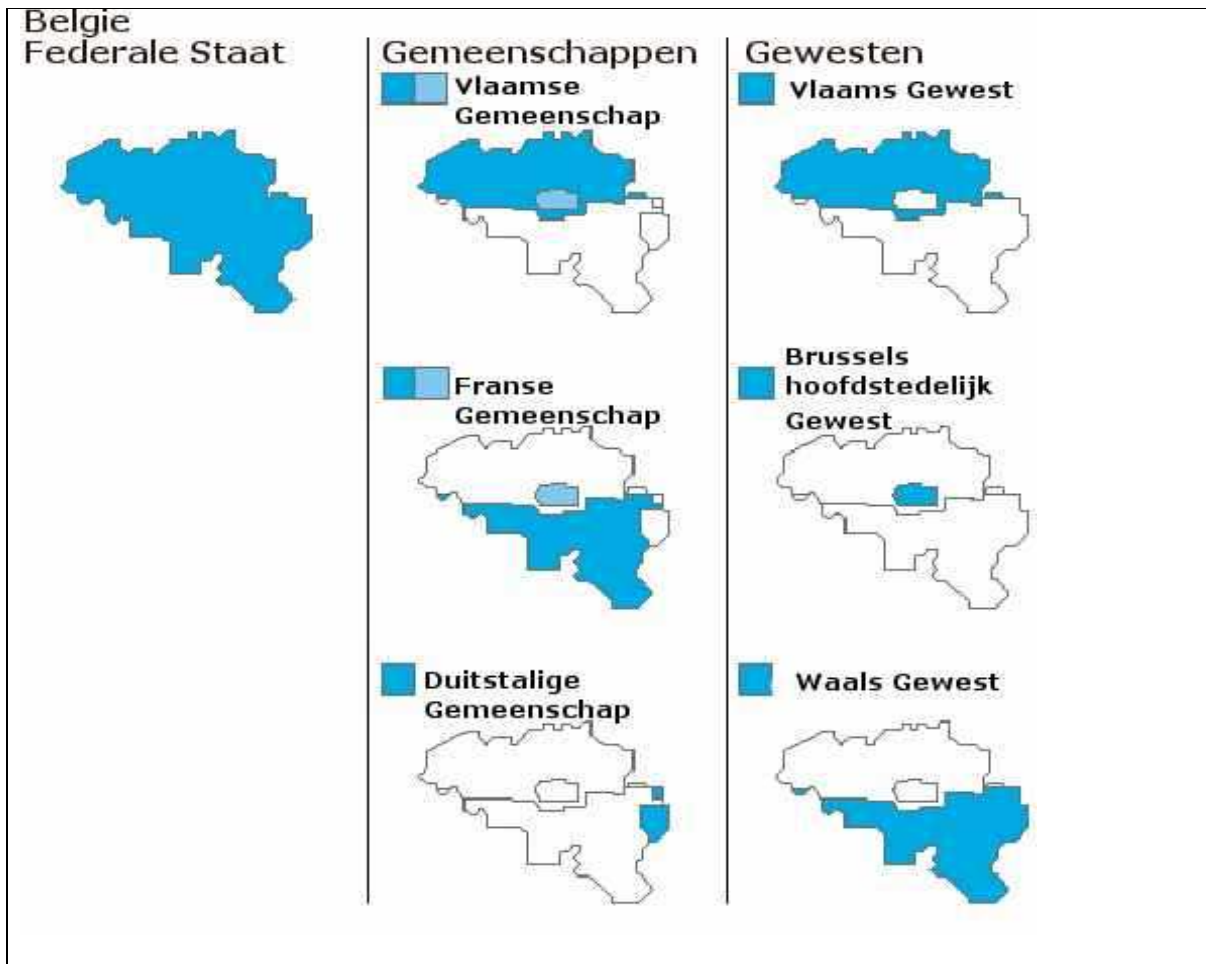 Belgie
Federale Staat
Gemeenschappen
Vlaamse
Gemeenschap
Franse
Gemeenschap
Duitstalige
Gemeenschap
Gewesten
Vlaams Gewest
Brussels
hoofdstedelijk
Gewest
Waals Gewest